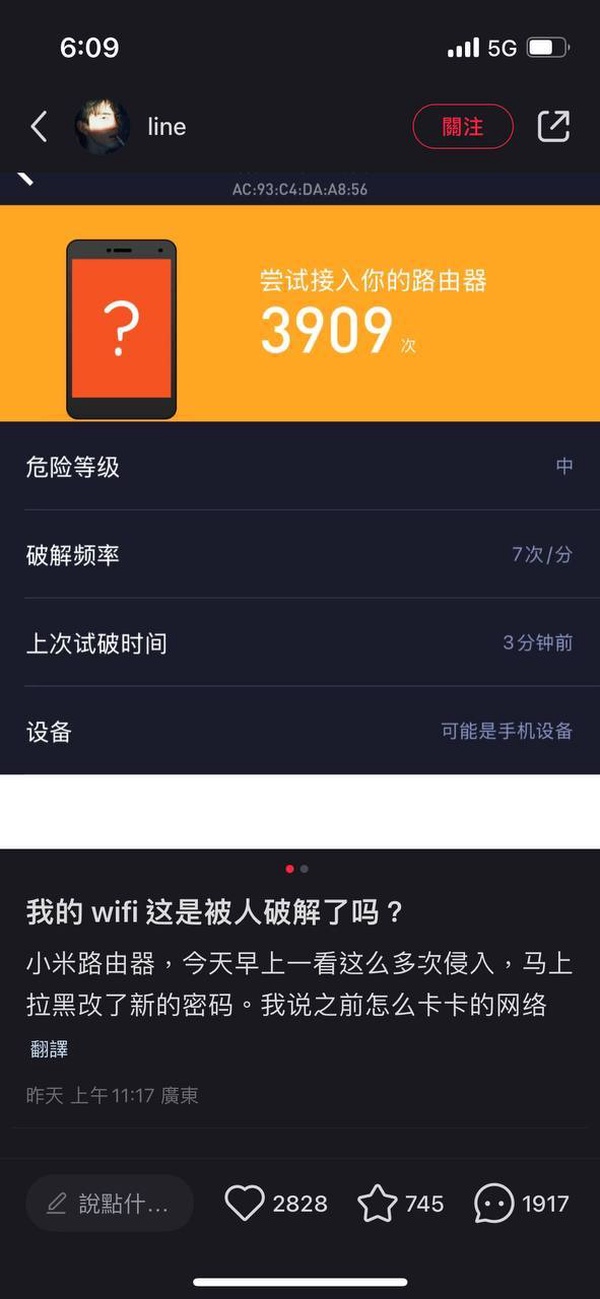 6:09
5G
line
關注
AC:93:C4:DA:A8:56
?
尝试接入你的路由器
3909 次
危险等级
中
破解频率
7次/分
上次试破时间
3分钟前
设备
可能是手机设备
我的 wifi 这是被人破解了吗？
小米路由器，今天早上一看这么多次侵入，马上
拉黑改了新的密码。我说之前怎么卡卡的网络
翻譯
昨天 上午 11:17 廣東
說點什...
2828
745
1917